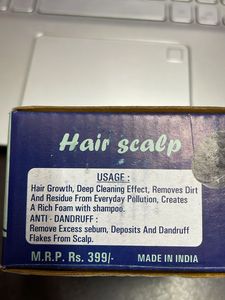 Hair scalp
USAGE :
Hair Growth, Deep Cleaning Effect, Removes Dirt
And Residue From Everyday Pollution, Creates
A Rich Foam with shampoo.
ANTI - DANDRUFF :
Remove Excess sebum, Deposits And Dandruff
Flakes From Scalp.
M.R.P. Rs. 399/- MADE IN INDIA